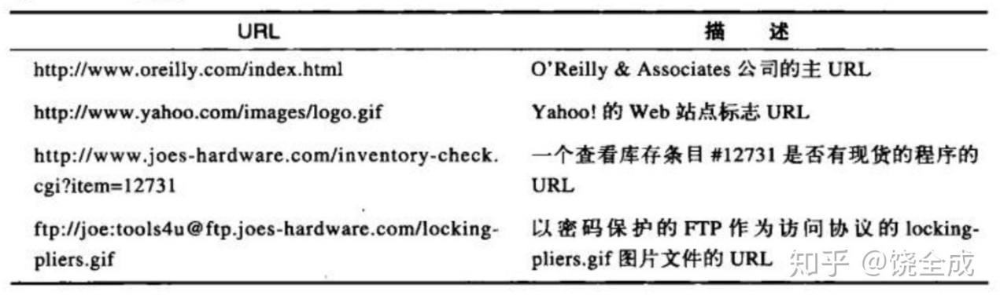 URL 描 述
http://www.oreilly.com/index.html O'Reilly & Associates 公司的主 URL
http://www.yahoo.com/images/logo.gif Yahoo! 的 Web 站点标志 URL
http://www.joes-hardware.com/inventory-check. 一个查看库存条目 #12731 是否有现货的程序的
cgi?item=12731 URL
ftp://joe:tools4u@ftp.joes-hardware.com/locking- 以密码保护的 FTP 作为访问协议的 locking-
pliers.gif pliers.gif 图片文件的 URL
知乎 @饶全成